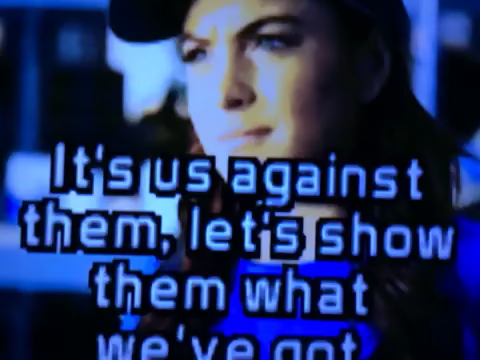 It's us against
them, let's show
them what
we've got